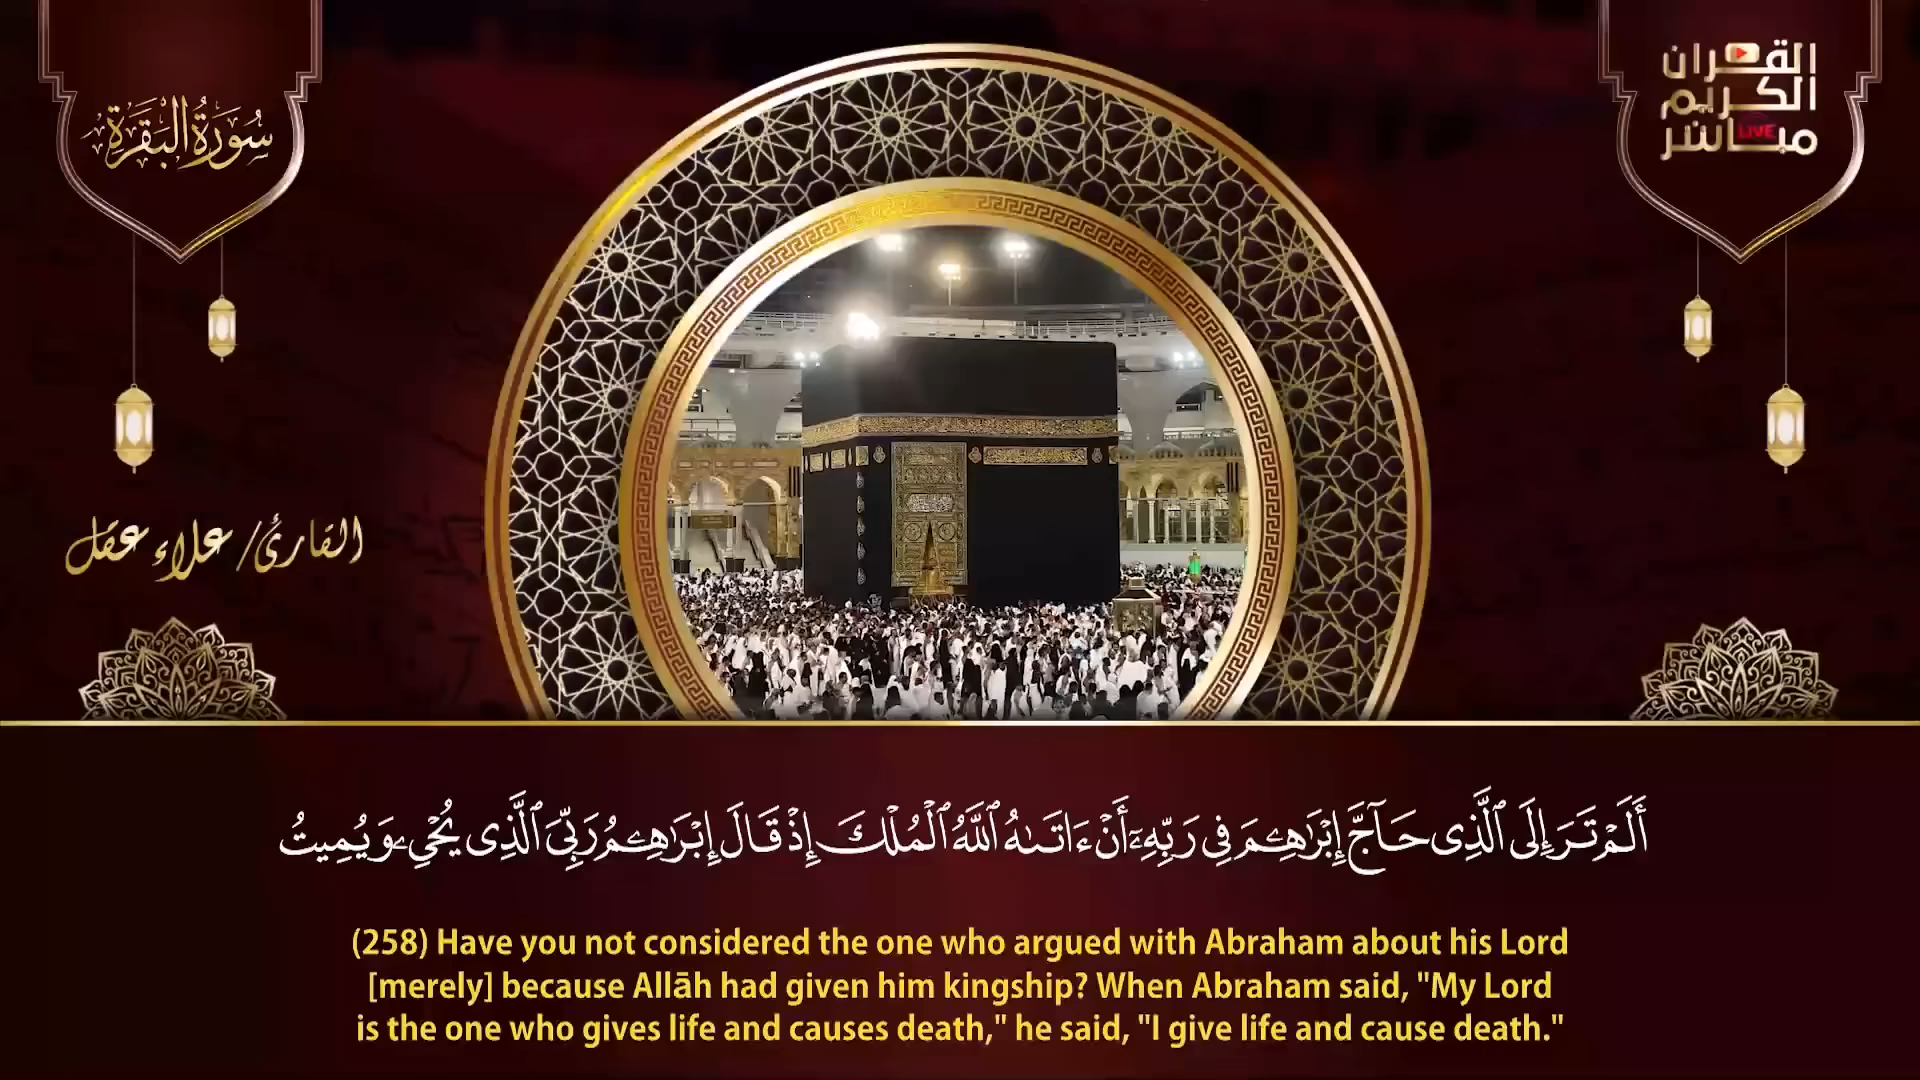 سُورَةُ البَقَرَةِ
القران
الكريم
مباشر
LIVE
القارئ/ علاء عقل
أَلَمْ تَرَ إِلَى ٱلَّذِى حَآجَّ إِبْرَٰهِـۧمَ فِى رَبِّهِۦٓ أَنْ ءَاتَىٰهُ ٱللَّهُ ٱلْمُلْكَ إِذْ قَالَ إِبْرَٰهِـۧمُ رَبِّىَ ٱلَّذِى يُحْىِۦ وَيُمِيتُ
(258) Have you not considered the one who argued with Abraham about his Lord
[merely] because Allāh had given him kingship? When Abraham said, "My Lord
is the one who gives life and causes death," he said, "I give life and cause death."